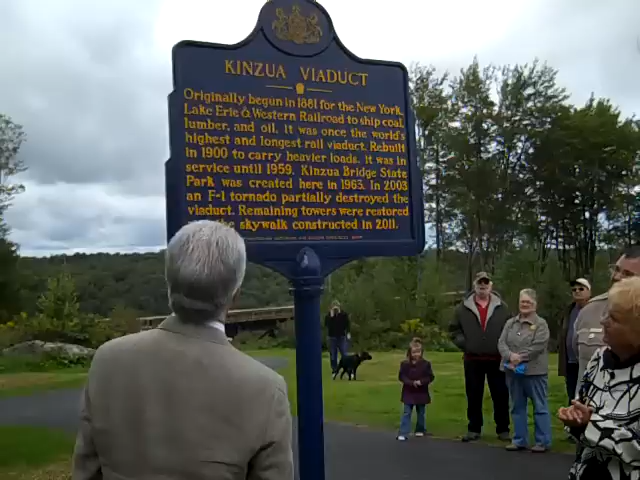 KINZUA VIADUCT
Originally begun in 1881 for the New York,
Lake Erie & Western Railroad to ship coal,
lumber, and oil. It was once the world's
highest and longest rail viaduct. Rebuilt
in 1900 to carry heavier loads, it was in
service until 1959. Kinzua Bridge State
Park was created here in 1963. In 2003
an F-1 tornado partially destroyed the
viaduct. Remaining towers were restored
skywalk constructed in 2011.